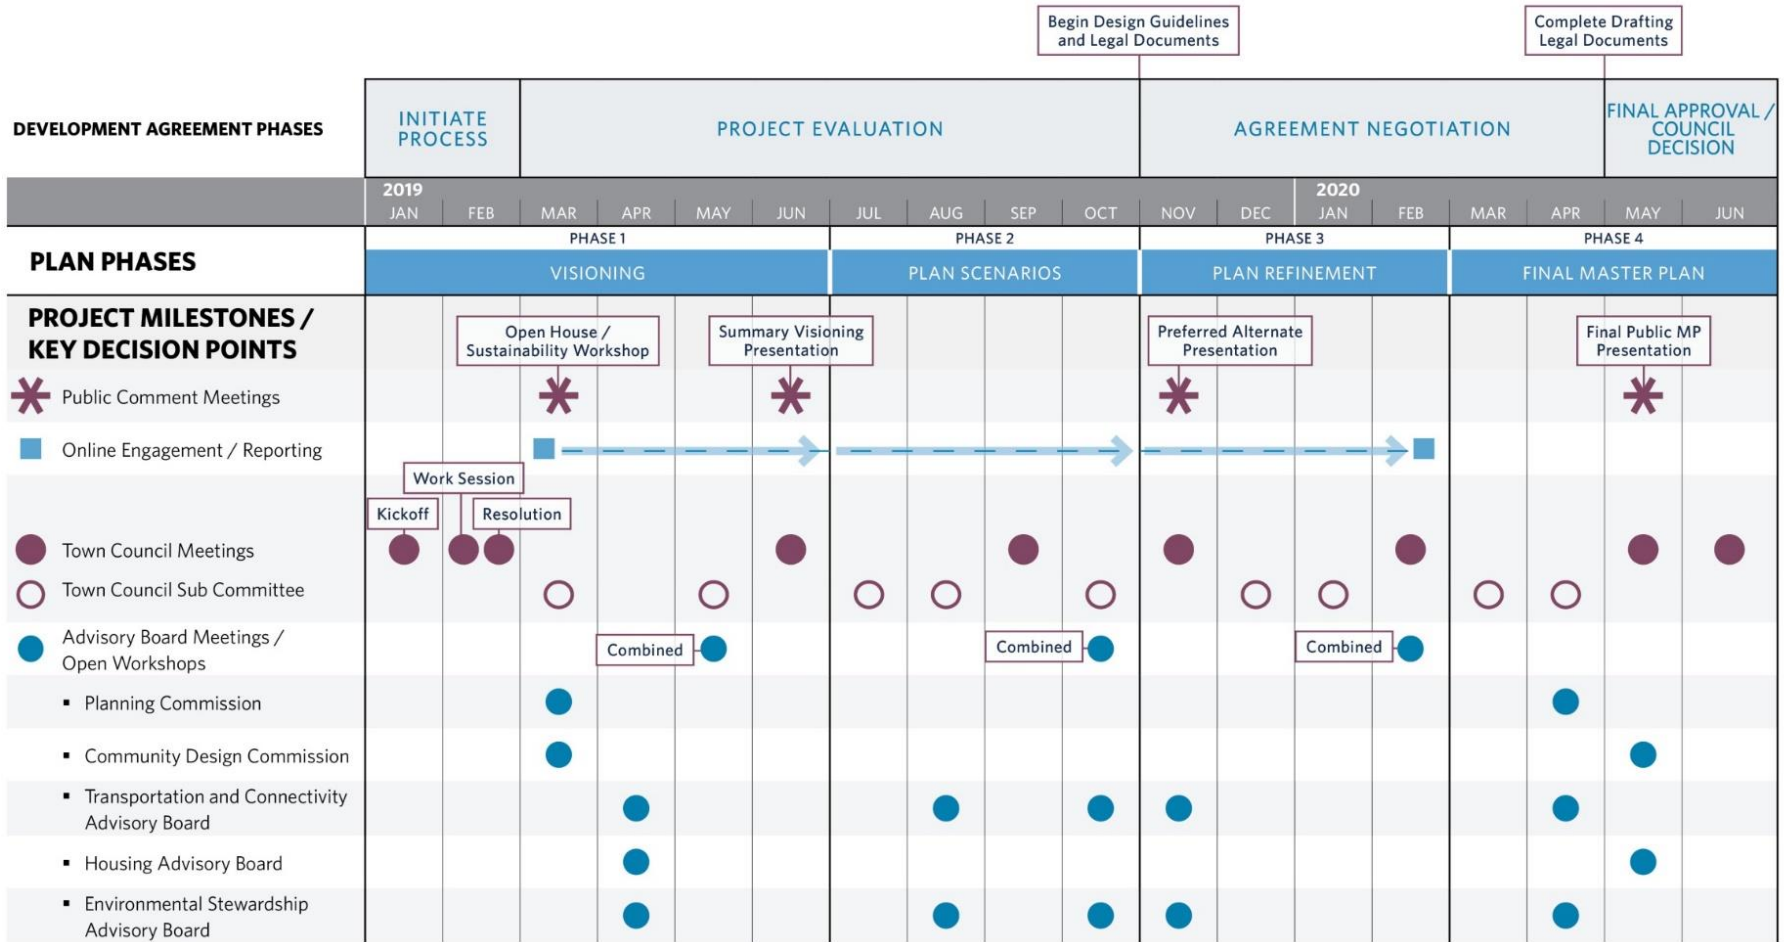 Begin Design Guidelines
and Legal Documents
Complete Drafting
Legal Documents
DEVELOPMENT AGREEMENT PHASES
INITIATE
PROCESS
PROJECT EVALUATION
AGREEMENT NEGOTIATION
FINAL APPROVAL /
COUNCIL
DECISION
2019
2020
JAN FEB MAR APR MAY JUN JUL AUG SEP OCT NOV DEC JAN FEB MAR APR MAY JUN
PLAN PHASES
PHASE 1
PHASE 2
PHASE 3
PHASE 4
VISIONING
PLAN SCENARIOS
PLAN REFINEMENT
FINAL MASTER PLAN
PROJECT MILESTONES /
KEY DECISION POINTS
Open House /
Sustainability Workshop
Summary Visioning
Presentation
Preferred Alternate
Presentation
Final Public MP
Presentation
Public Comment Meetings
Online Engagement / Reporting
Work Session
Kickoff
Resolution
Town Council Meetings
Town Council Sub Committee
Advisory Board Meetings /
Open Workshops
Combined
Combined
Combined
▪ Planning Commission
▪ Community Design Commission
▪ Transportation and Connectivity
Advisory Board
▪ Housing Advisory Board
▪ Environmental Stewardship
Advisory Board